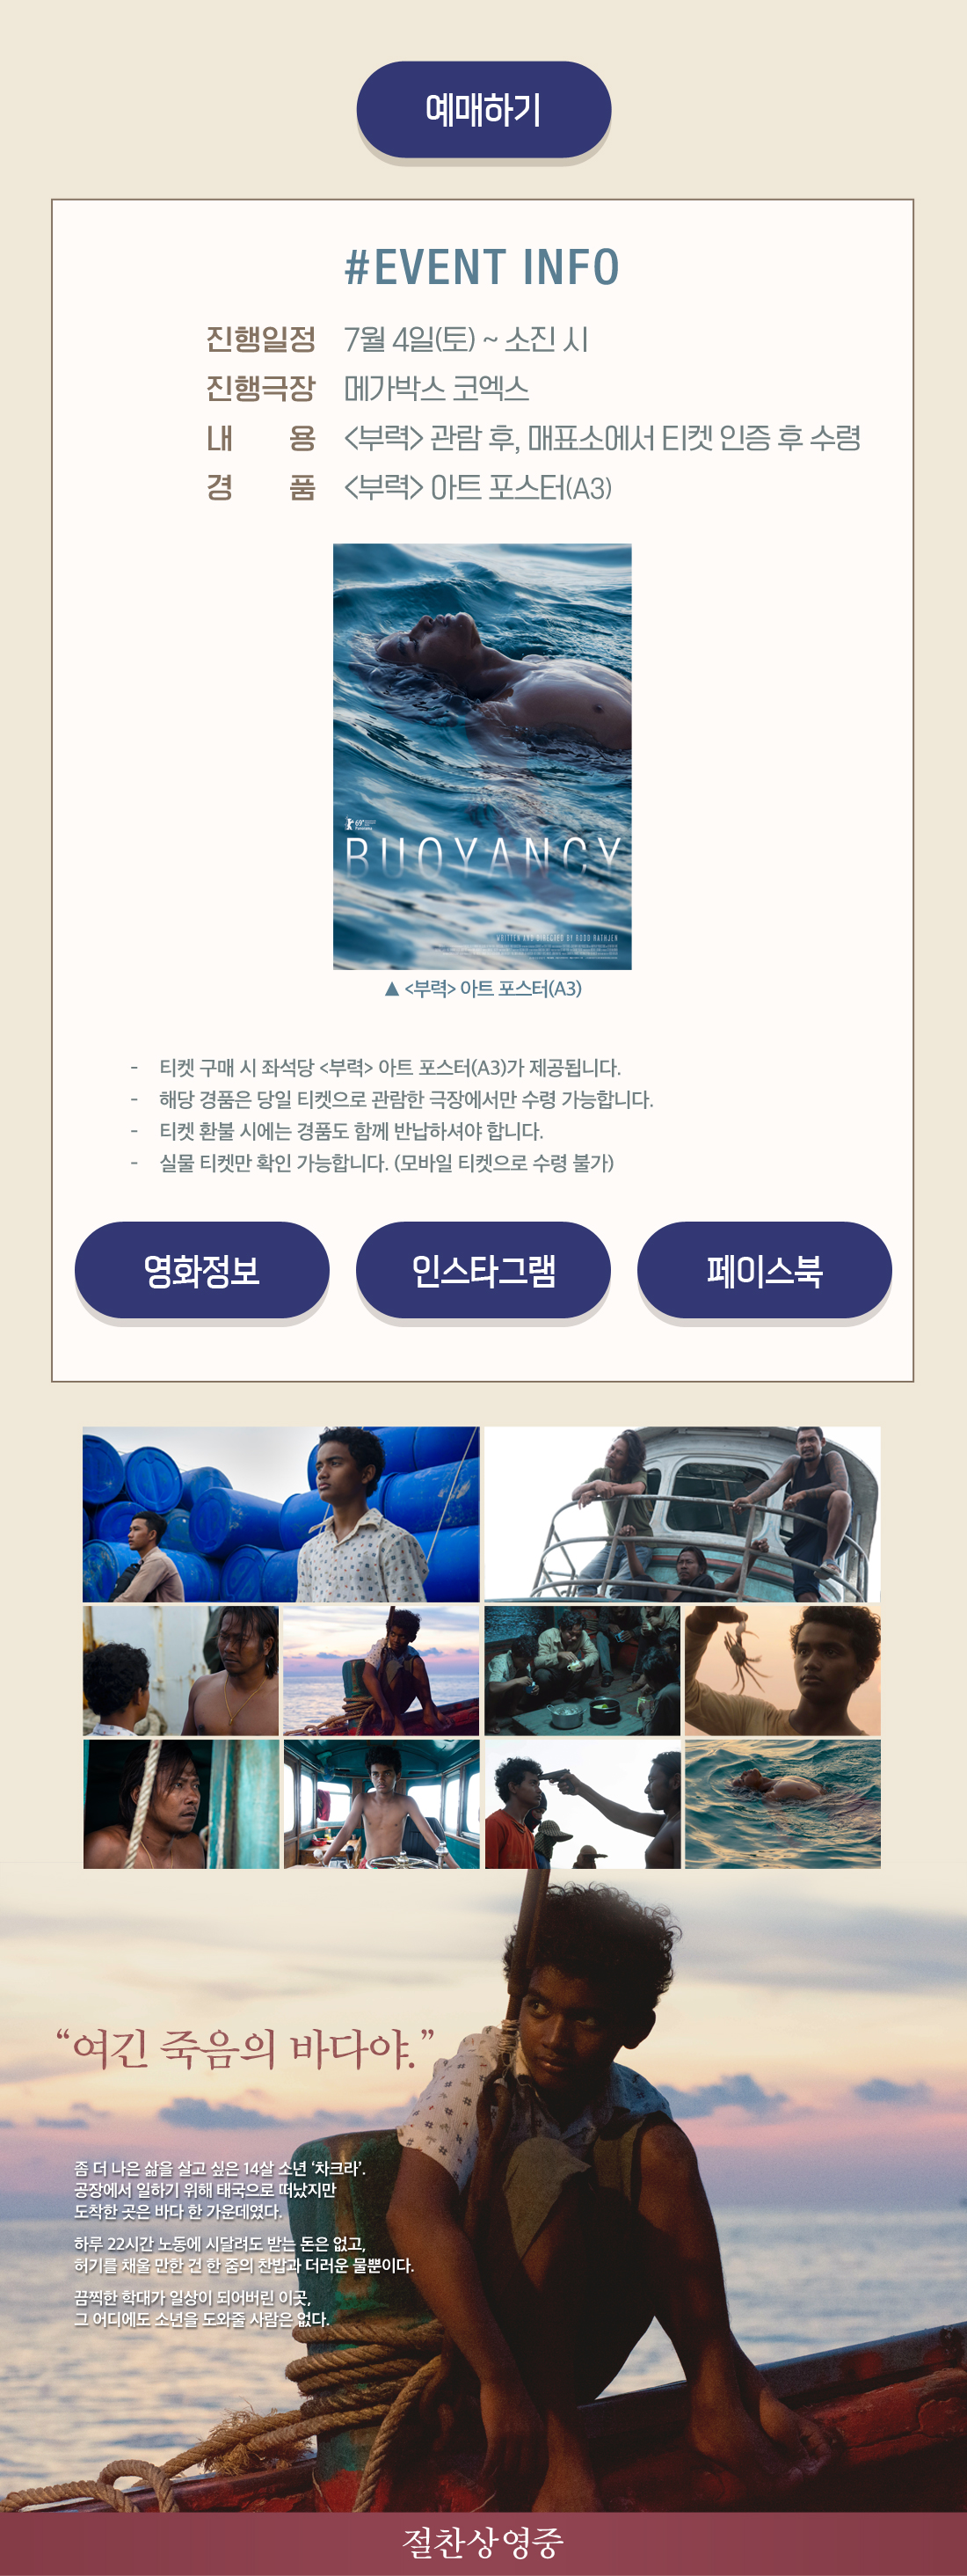 예매하기
#EVENT INFO
진행일정 7월 4일(토) ~ 소진 시
진행극장 메가박스 코엑스
내 용 <부력> 관람 후, 매표소에서 티켓 인증 후 수령
경 품 <부력> 아트 포스터(A3)
BUOYANCY
WRITTEN AND DIRECTED BY RODD RATHJEN
▲ <부력> 아트 포스터(A3)
- 티켓 구매 시 좌석당 <부력> 아트 포스터(A3)가 제공됩니다.
- 해당 경품은 당일 티켓으로 관람한 극장에서만 수령 가능합니다.
- 티켓 환불 시에는 경품도 함께 반납하셔야 합니다.
- 실물 티켓만 확인 가능합니다. (모바일 티켓으로 수령 불가)
영화정보 인스타그램 페이스북
“여긴 죽음의 바다야.”
좀 더 나은 삶을 살고 싶은 14살 소년 ‘차크라’.
공장에서 일하기 위해 태국으로 떠났지만
도착한 곳은 바다 한 가운데였다.
하루 22시간 노동에 시달려도 받는 돈은 없고,
허기를 채울 만한 건 한 줌의 찬밥과 더러운 물뿐이다.
끔찍한 학대가 일상이 되어버린 이곳,
그 어디에도 소년을 도와줄 사람은 없다.
절찬상영중